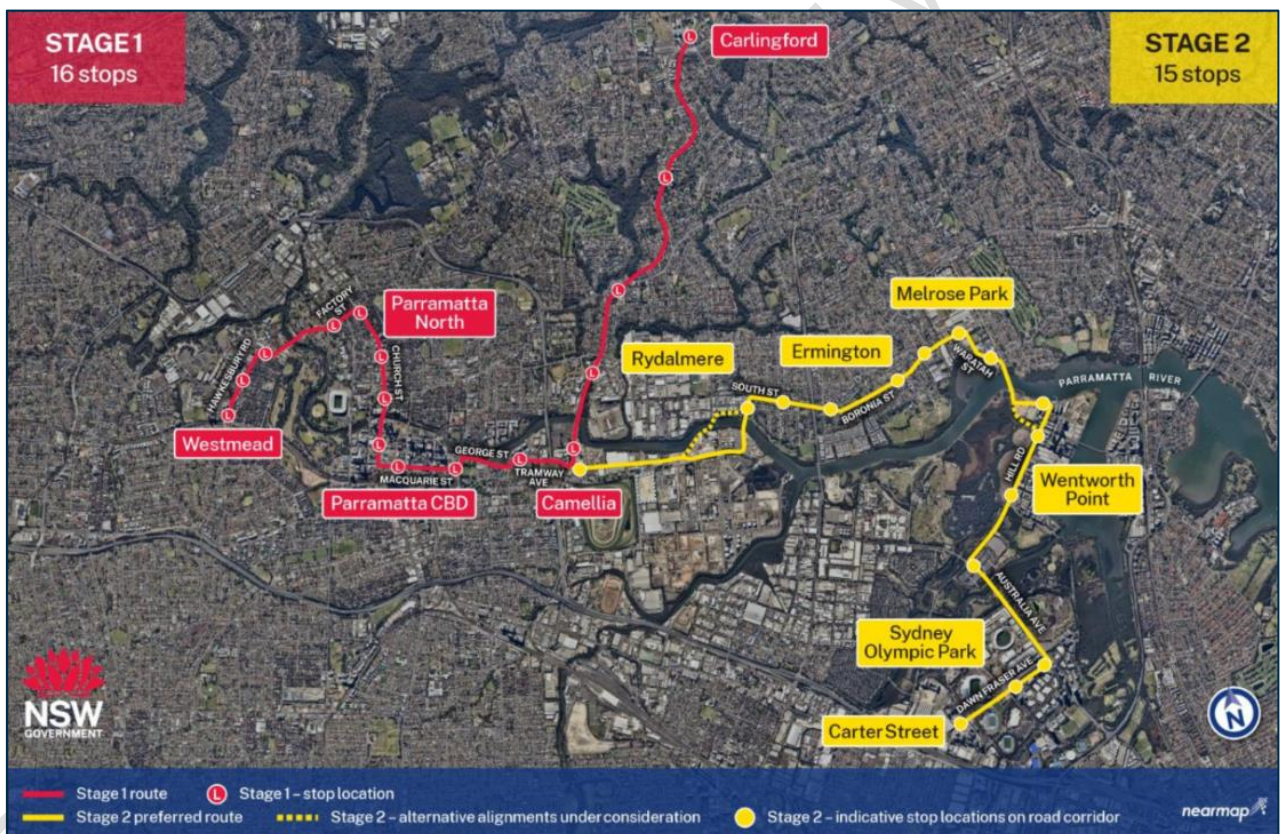 STAGE 1
16 stops
STAGE 2
15 stops
Carlingford
Parramatta
North
FACTORY
ST
HAWKESBURY RD
CHURCH ST
Westmead
Melrose Park
Rydalmere
Ermington
SOUTH ST
BORONIA ST
WARATAH
ST
PARRAMATTA RIVER
GEORGE ST
TRAMWAY
AVE
MACQUARIE ST
Parramatta CBD
Camellia
HILL RD
Wentworth
Point
AUSTRALIA AVE
Sydney
Olympic Park
DAWN FRASER AVE
Carter Street
NSW
GOVERNMENT
N
Stage 1 route
L
Stage 1 – stop location
Stage 2 preferred route
Stage 2 – alternative alignments under consideration
Stage 2 – indicative stop locations on road corridor
nearmap